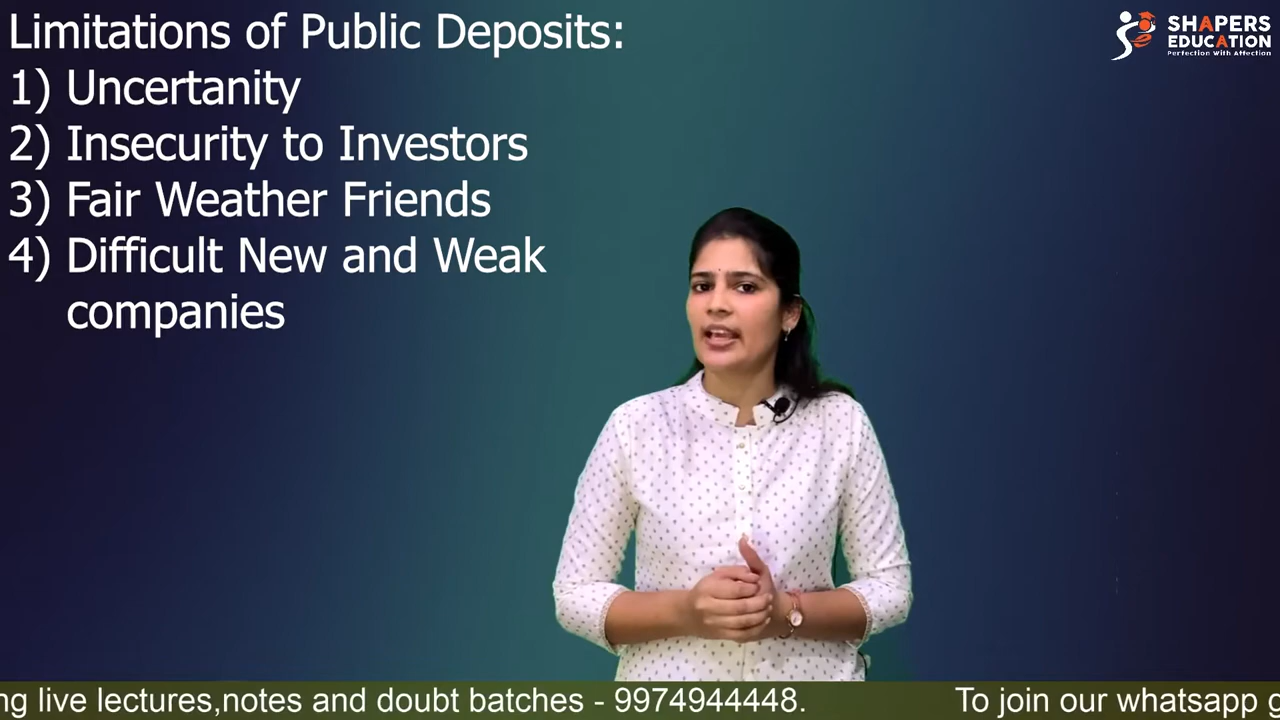 Limitations of Public Deposits:
1) Uncertanity
2) Insecurity to Investors
3) Fair Weather Friends
4) Difficult New and Weak
companies
SHAPERS
EDUCATION
Perfection With Affection
ng live lectures,notes and doubt batches - 9974944448. To join our whatsapp g